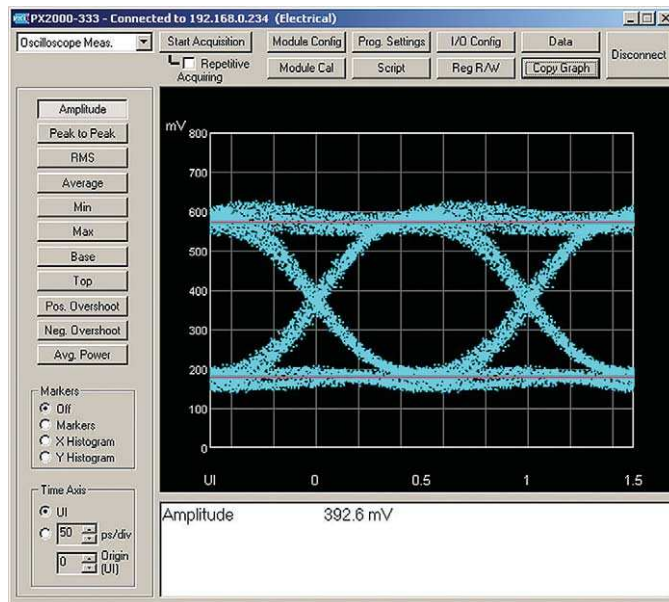 PX2000-333 - Connected to 192.168.0.234 (Electrical)
Oscilloscope Meas.
Start Acquisition
Module Config
Prog. Settings
I/O Config
Data
Disconnect
Repetitive
Acquiring
Module Cal
Script
Reg R/W
Copy Graph
Amplitude
Peak to Peak
RMS
Average
Min
Max
Base
Top
Pos. Overshoot
Neg. Overshoot
Avg. Power
Markers
Off
Markers
X Histogram
Y Histogram
Time Axis
UI
50 ps/div
0 Origin
(UI)
mV
800
700
600
500
400
300
200
100
0
UI 0 0.5 1 1.5
Amplitude 392.6 mV